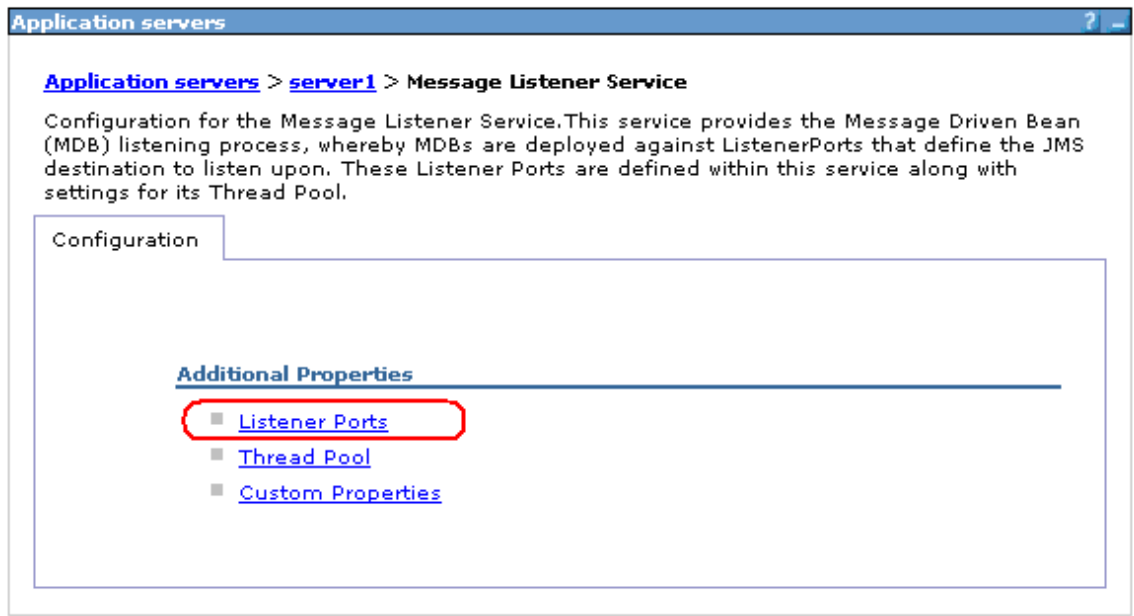 Application servers ? _
Application servers > server1 > Message Listener Service
Configuration for the Message Listener Service.This service provides the Message Driven Bean
(MDB) listening process, whereby MDBs are deployed against ListenerPorts that define the JMS
destination to listen upon. These Listener Ports are defined within this service along with
settings for its Thread Pool.
Configuration
Additional Properties
Listener Ports
Thread Pool
Custom Properties